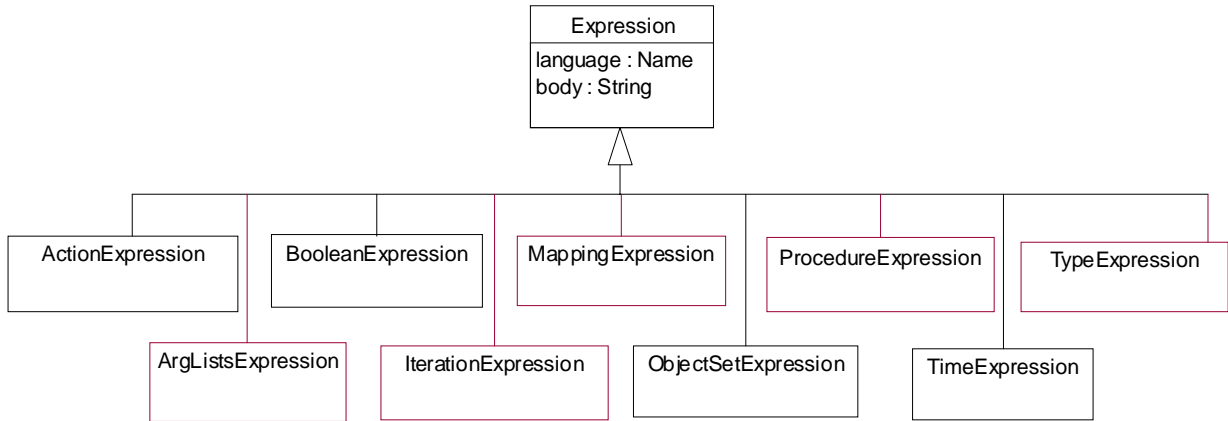 Expression
language : Name
body : String
ActionExpression
BooleanExpression
MappingExpression
ProcedureExpression
TypeExpression
ArgListsExpression
IterationExpression
ObjectSetExpression
TimeExpression